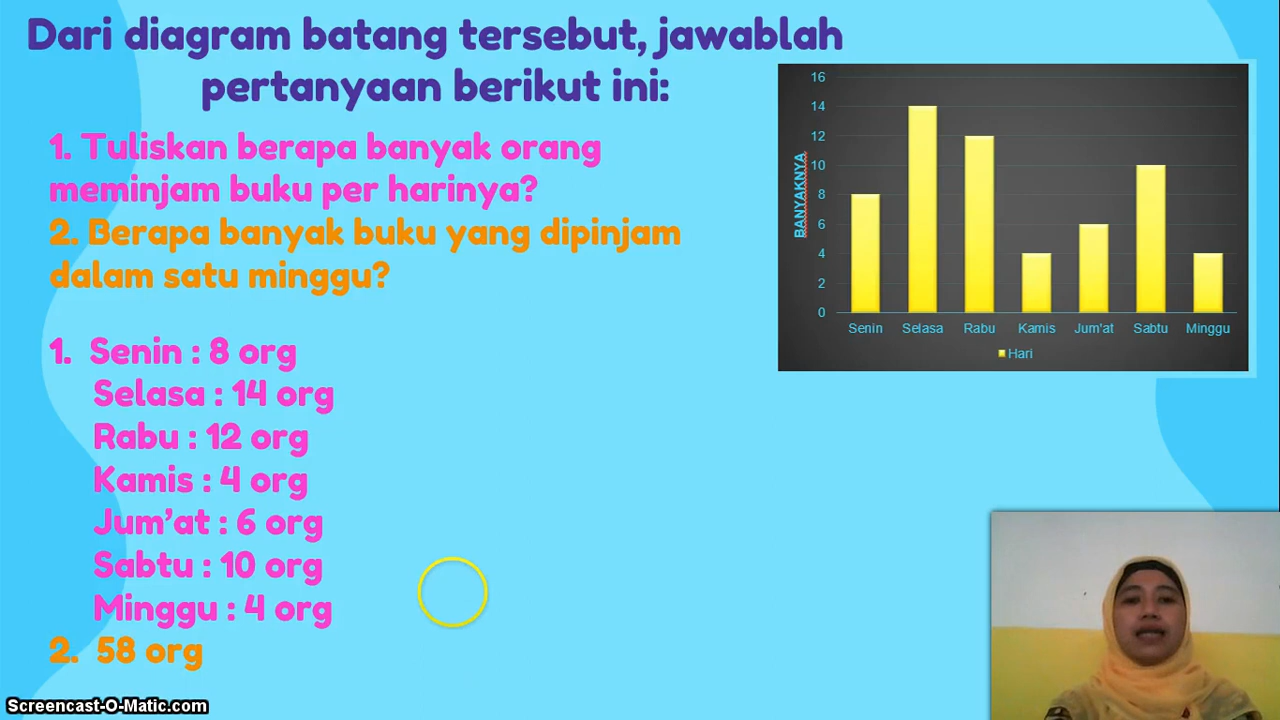 Dari diagram batang tersebut, jawablah
pertanyaan berikut ini:
1. Tuliskan berapa banyak orang
meminjam buku per harinya?
2. Berapa banyak buku yang dipinjam
dalam satu minggu?
1. Senin : 8 org
Selasa : 14 org
Rabu : 12 org
Kamis : 4 org
Jum’at : 6 org
Sabtu : 10 org
Minggu : 4 org
2. 58 org
BANYAKNYA
16
14
12
10
8
6
4
2
0
Senin Selasa Rabu Kamis Jum'at Sabtu Minggu
Hari
Screencast-O-Matic.com